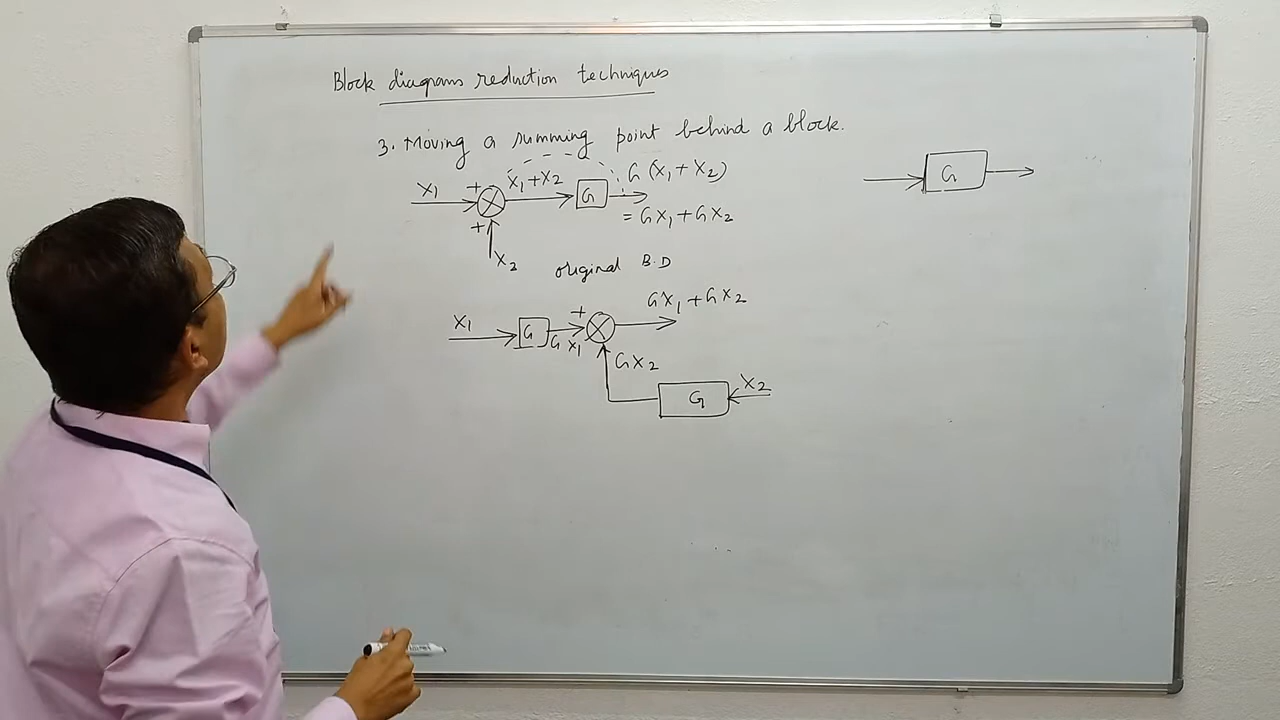 Block diagrams reduction techniques
3. Moving a summing point behind a block.
X1 + X1+X2 G G (X1+X2)
+ = GX1+GX2
X2
G
original B.D
X1 G GX1 + GX1+GX2
GX2
G X2